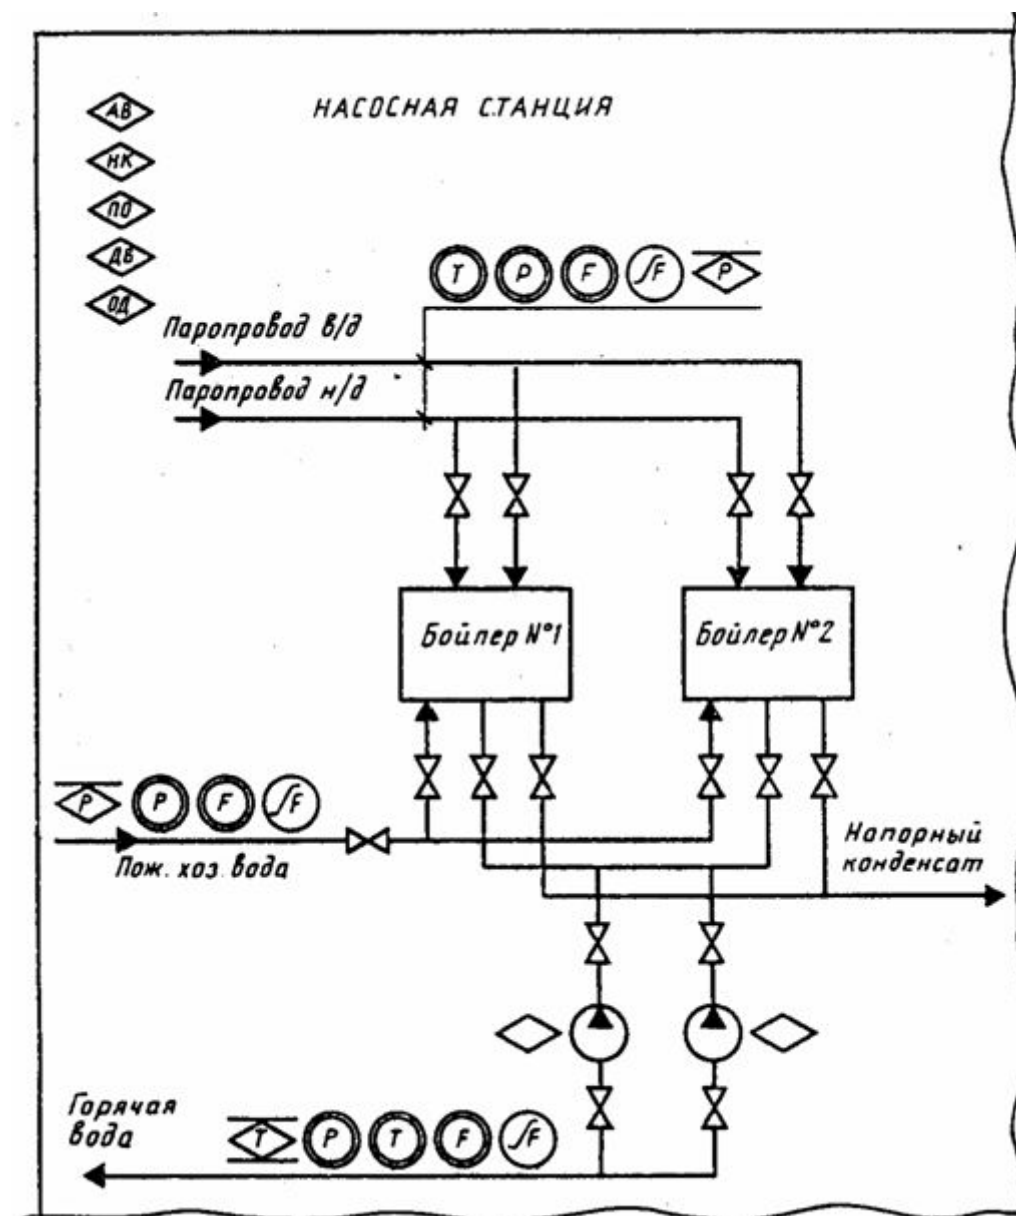 АВ
НАСОСНАЯ СТАНЦИЯ
НК
ПО
ДВ
ОД
T P F ∫F P
Паропровод в/д
Паропровод н/д
Бойлер №1
Бойлер №2
P P F ∫F
Пож. хоз. вода
Напорный
конденсат
Горячая
вода
T P T F ∫F